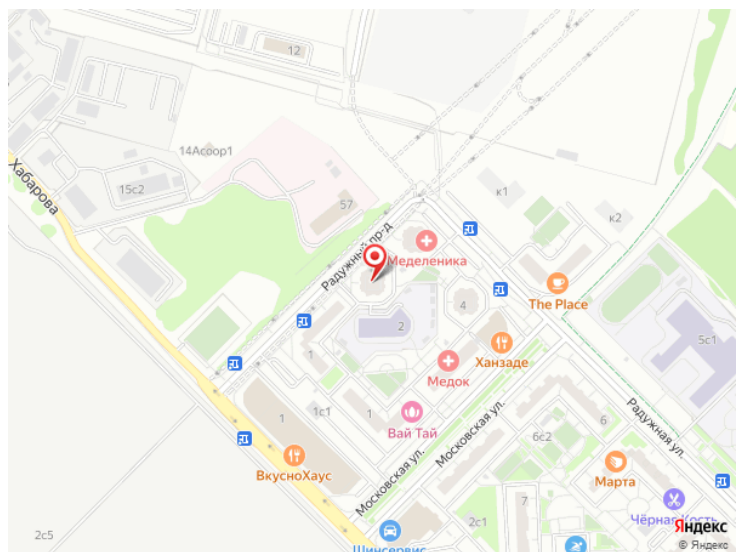 12
14Асоор1
15с2
57
к1
к2
Хабарова
Радужный пр-д
Меделеника
The Place
4
2
5с1
Ханзаде
1
Медок
1
1с1
1
Вай Тай
Московская ул.
Московская ул.
6
6с2
Радужная ул.
ВкусноХаус
Марта
7
2с1
2с5
Чёрная Кость
Шинсервис
Яндекс
© Яндекс